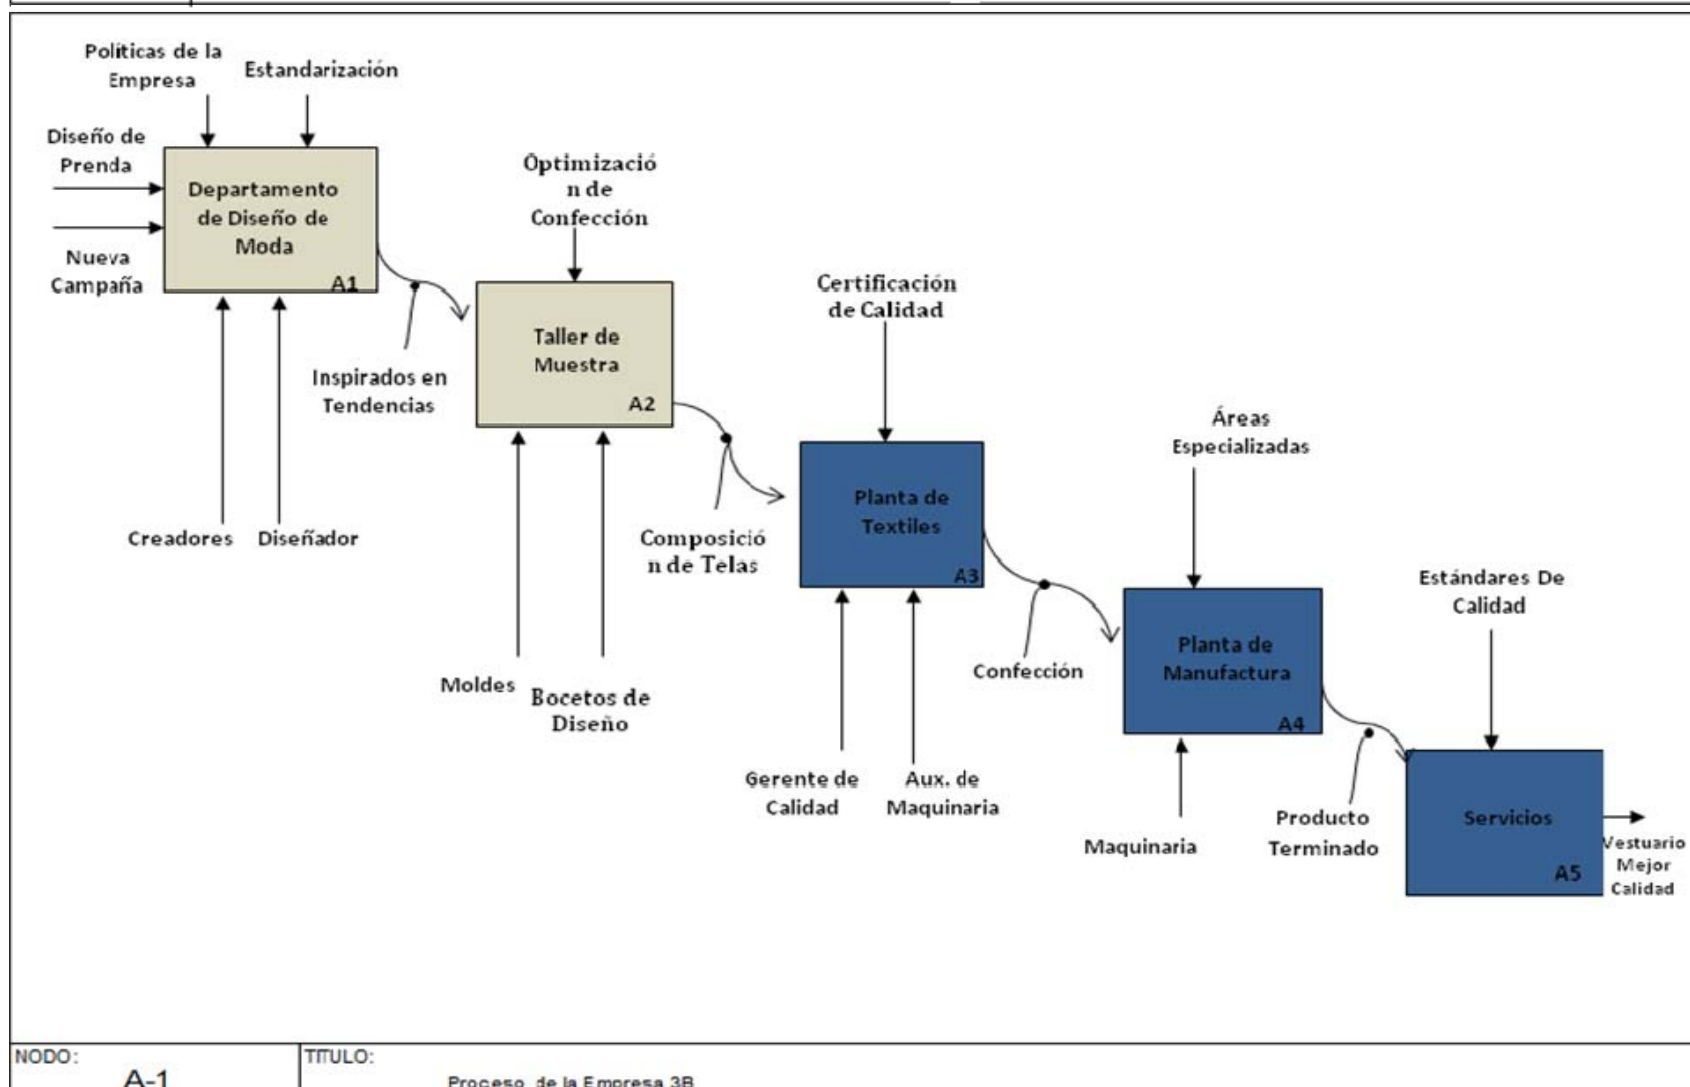 Políticas de la
Empresa
Estandarización
Diseño de
Prenda
Nueva
Campaña
Departamento
de Diseño de
Moda
A1
Inspirados en
Tendencias
Creadores
Diseñador
Optimizació
n de
Confección
Taller de
Muestra
A2
Composició
n de Telas
Moldes
Bocetos de
Diseño
Certificación
de Calidad
Planta de
Textiles
A3
Confección
Gerente de
Calidad
Aux. de
Maquinaria
Áreas
Especializadas
Planta de
Manufactura
A4
Maquinaria
Producto
Terminado
Estándares De
Calidad
Servicios
A5
Vestuario
Mejor
Calidad
NODO:
A-1
TITULO:
Proceso de la Empresa 3B